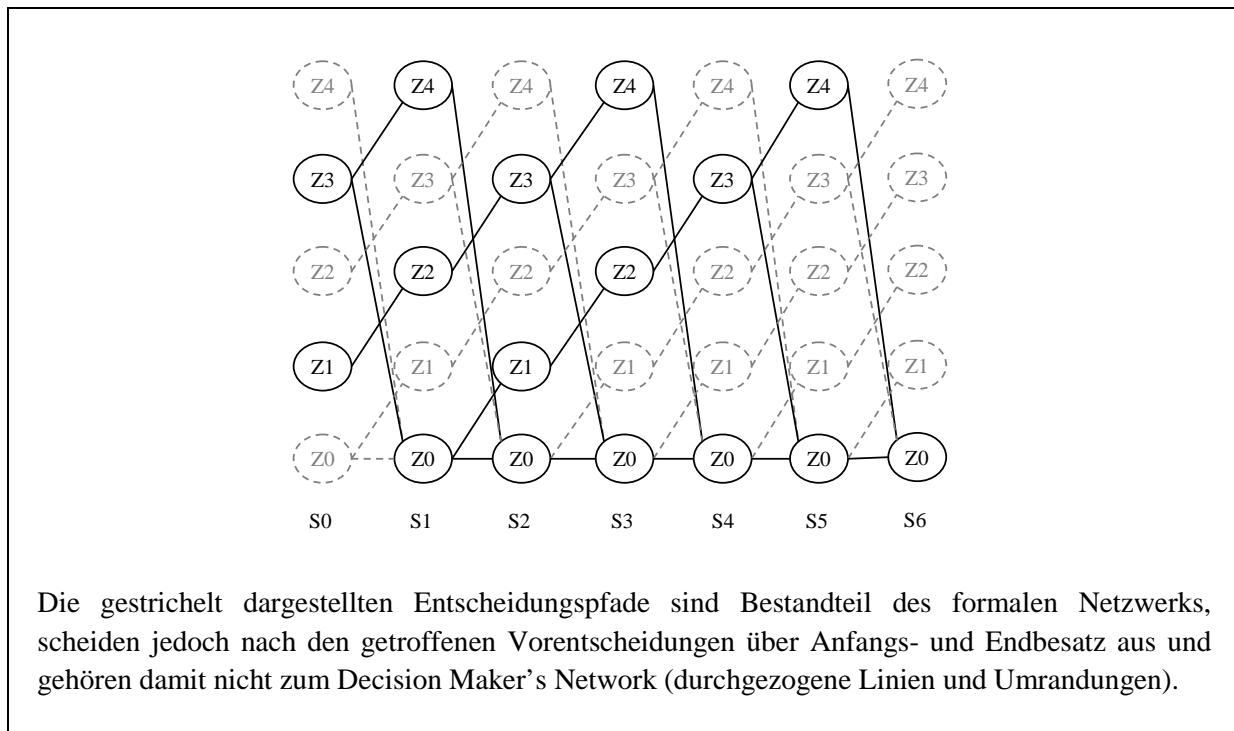 Z4 Z4 Z4 Z4 Z4 Z4 Z4
Z3 Z3 Z3 Z3 Z3 Z3 Z3
Z2 Z2 Z2 Z2 Z2 Z2 Z2
Z1 Z1 Z1 Z1 Z1 Z1 Z1
Z0 Z0 Z0 Z0 Z0 Z0 Z0
S0 S1 S2 S3 S4 S5 S6
Die gestrichelt dargestellten Entscheidungspfade sind Bestandteil des formalen Netzwerks,
scheiden jedoch nach den getroffenen Vorentscheidungen über Anfangs- und Endbesatz aus und
gehören damit nicht zum Decision Maker’s Network (durchgezogene Linien und Umrandungen).